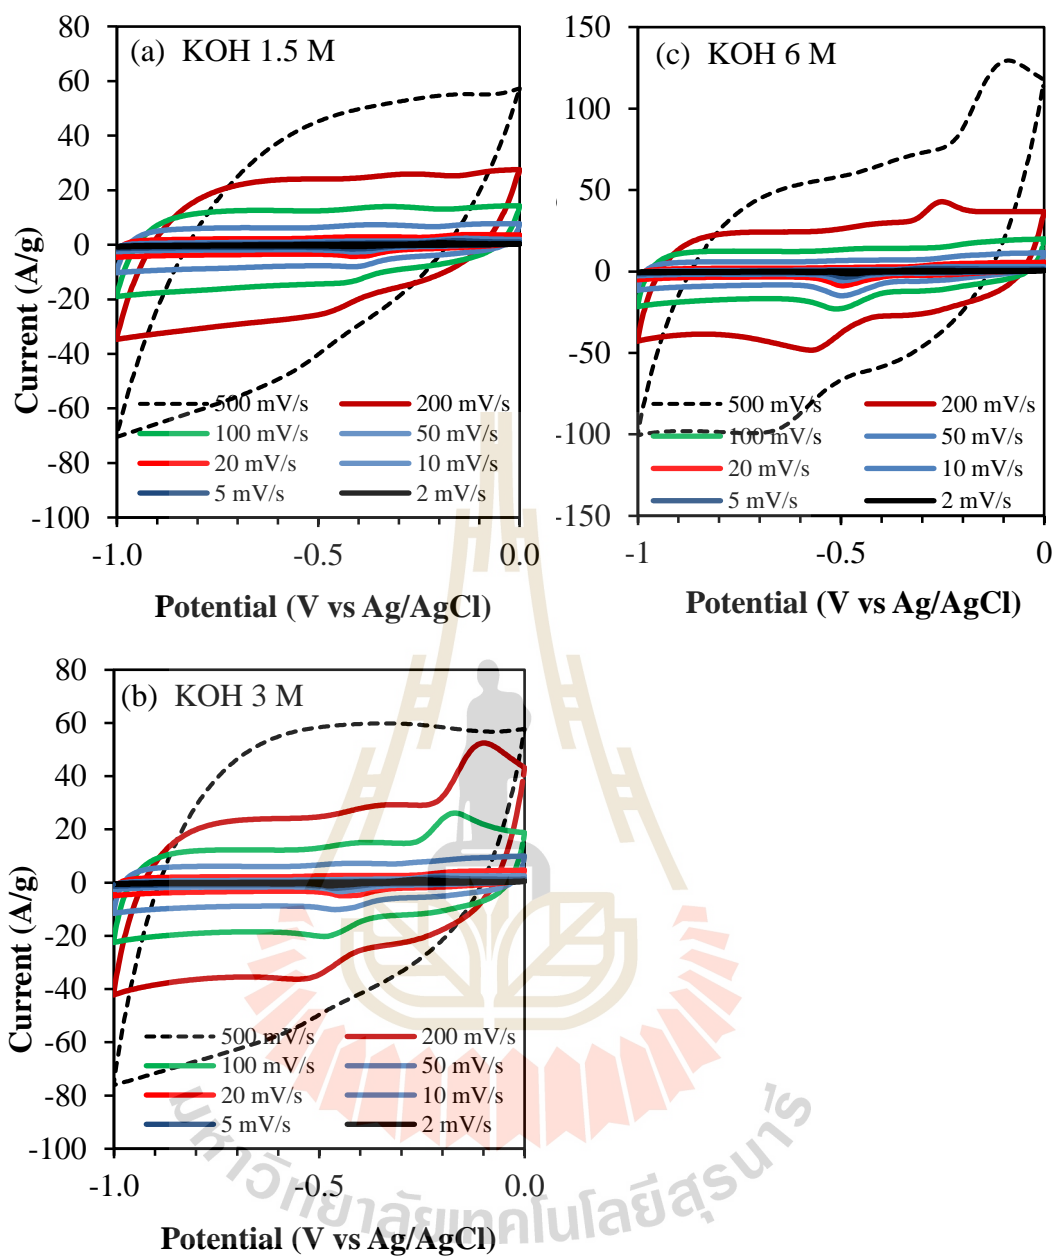 (a) KOH 1.5 M
80
60
40
20
0
-20
-40
-60
-80
-100
Current (A/g)
500 mV/s 200 mV/s
100 mV/s 50 mV/s
20 mV/s 10 mV/s
5 mV/s 2 mV/s
-1.0 -0.5 0.0
Potential (V vs Ag/AgCl)
(c) KOH 6 M
150
100
50
0
-50
-100
-150
500 mV/s 200 mV/s
100 mV/s 50 mV/s
20 mV/s 10 mV/s
5 mV/s 2 mV/s
-1 -0.5 0
Potential (V vs Ag/AgCl)
(b) KOH 3 M
80
60
40
20
0
-20
-40
-60
-80
-100
Current (A/g)
500 mV/s 200 mV/s
100 mV/s 50 mV/s
20 mV/s 10 mV/s
5 mV/s 2 mV/s
-1.0 -0.5 0.0
Potential (V vs Ag/AgCl)
มหาวิทยาลัยเทคโนโลยีสุรนารี